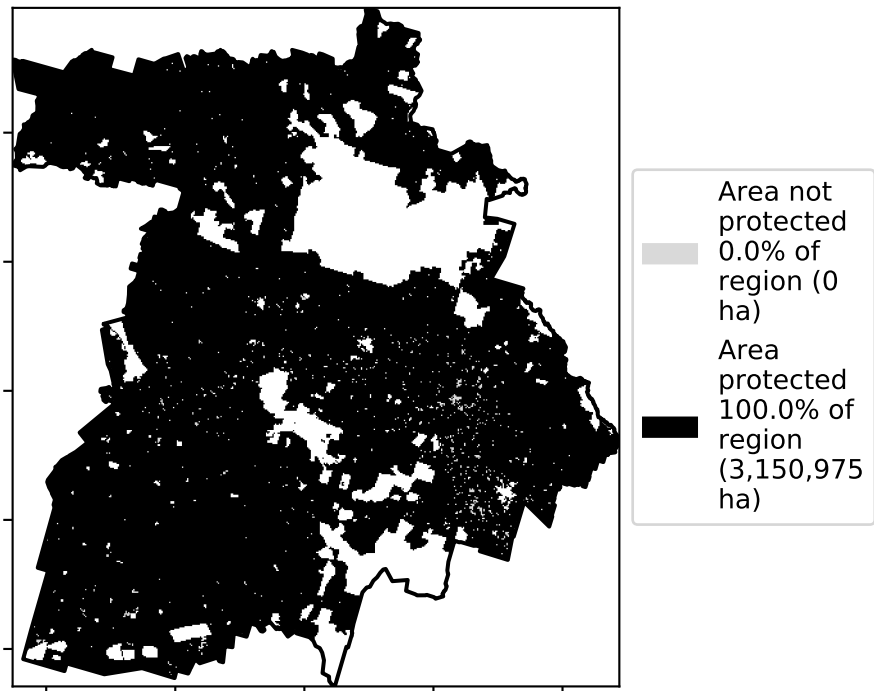 Area not
protected
0.0% of
region (0
ha)
Area
protected
100.0% of
region
(3,150,975
ha)